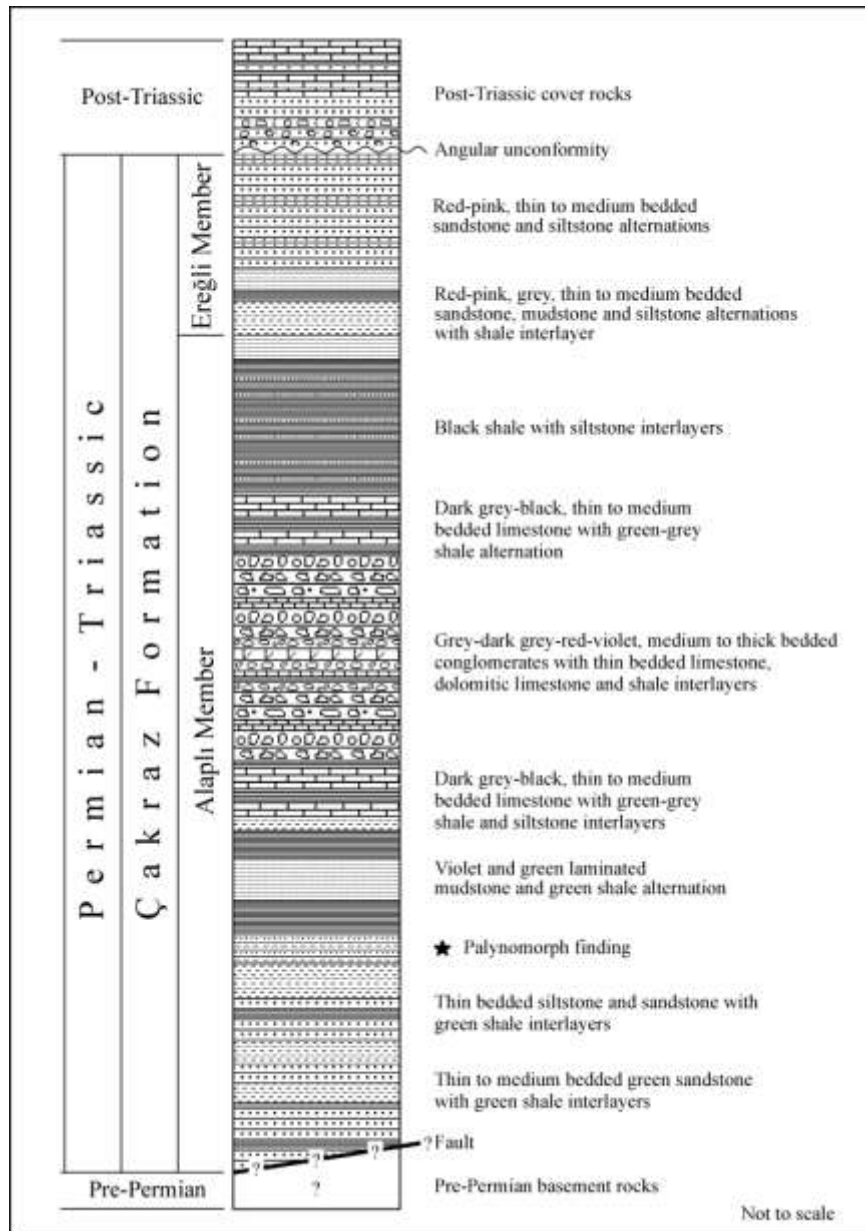 Post-Triassic
Post-Triassic cover rocks
Angular unconformity
Permian-Triassic
Çakraz Formation
Ereğli Member
Red-pink, thin to medium bedded
sandstone and siltstone alternations
Red-pink, grey, thin to medium bedded
sandstone, mudstone and siltstone alternations
with shale interlayer
Alaplı Member
Black shale with siltstone interlayers
Dark grey-black, thin to medium
bedded limestone with green-grey
shale alternation
Grey-dark grey-red-violet, medium to thick bedded
conglomerates with thin bedded limestone,
dolomitic limestone and shale interlayers
Dark grey-black, thin to medium
bedded limestone with green-grey
shale and siltstone interlayers
Violet and green laminated
mudstone and green shale alternation
★ Palynomorph finding
Thin bedded siltstone and sandstone with
green shale interlayers
Thin to medium bedded green sandstone
with green shale interlayers
? ? ? ?Fault
Pre-Permian
?
Pre-Permian basement rocks
Not to scale